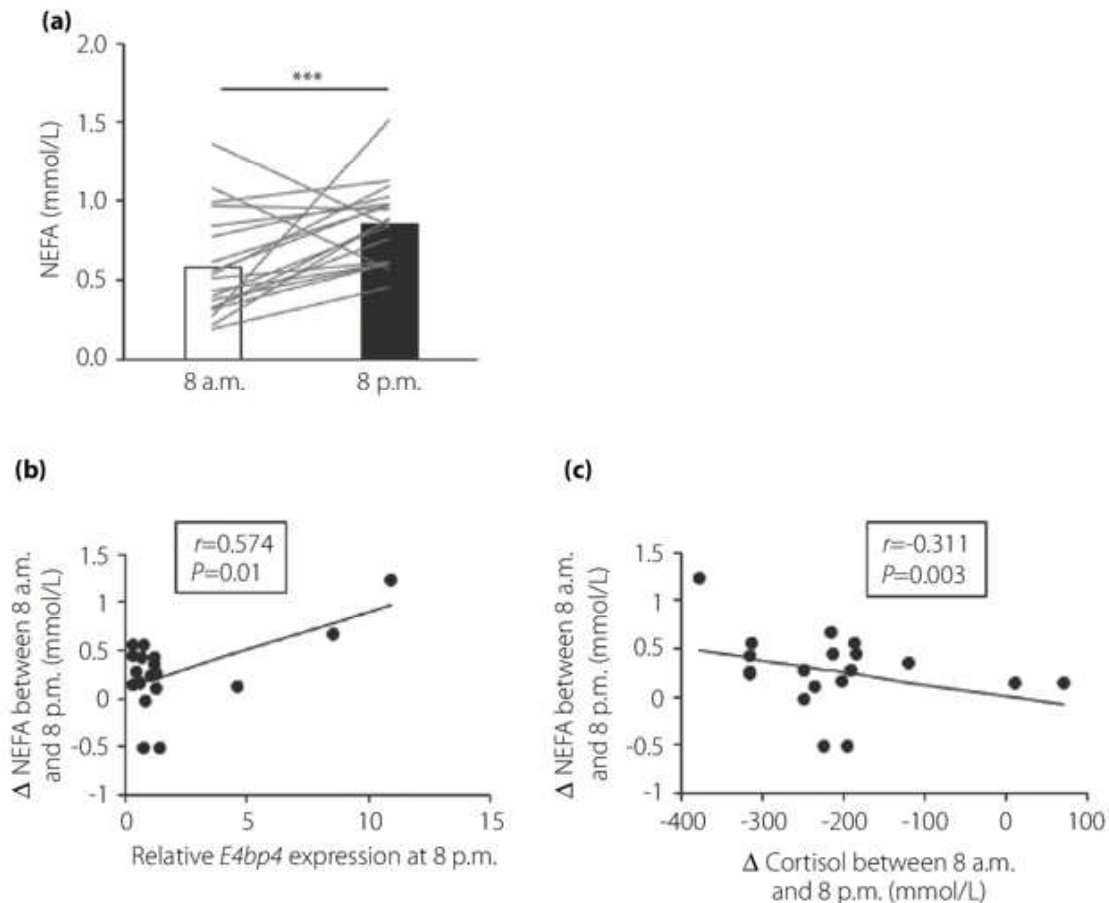 (a)
2.0
1.5
1.0
0.5
0.0
NEFA (mmol/L)
***
8 a.m.
8 p.m.
(b)
r=0.574
P=0.01
1.5
1
0.5
0
-0.5
-1
Δ NEFA between 8 a.m.
and 8 p.m. (mmol/L)
0 5 10 15
Relative E4bp4 expression at 8 p.m.
(c)
r=-0.311
P=0.003
1.5
1
0.5
0
-0.5
-1
Δ NEFA between 8 a.m.
and 8 p.m. (mmol/L)
-400 -300 -200 -100 0 100
Δ Cortisol between 8 a.m.
and 8 p.m. (mmol/L)